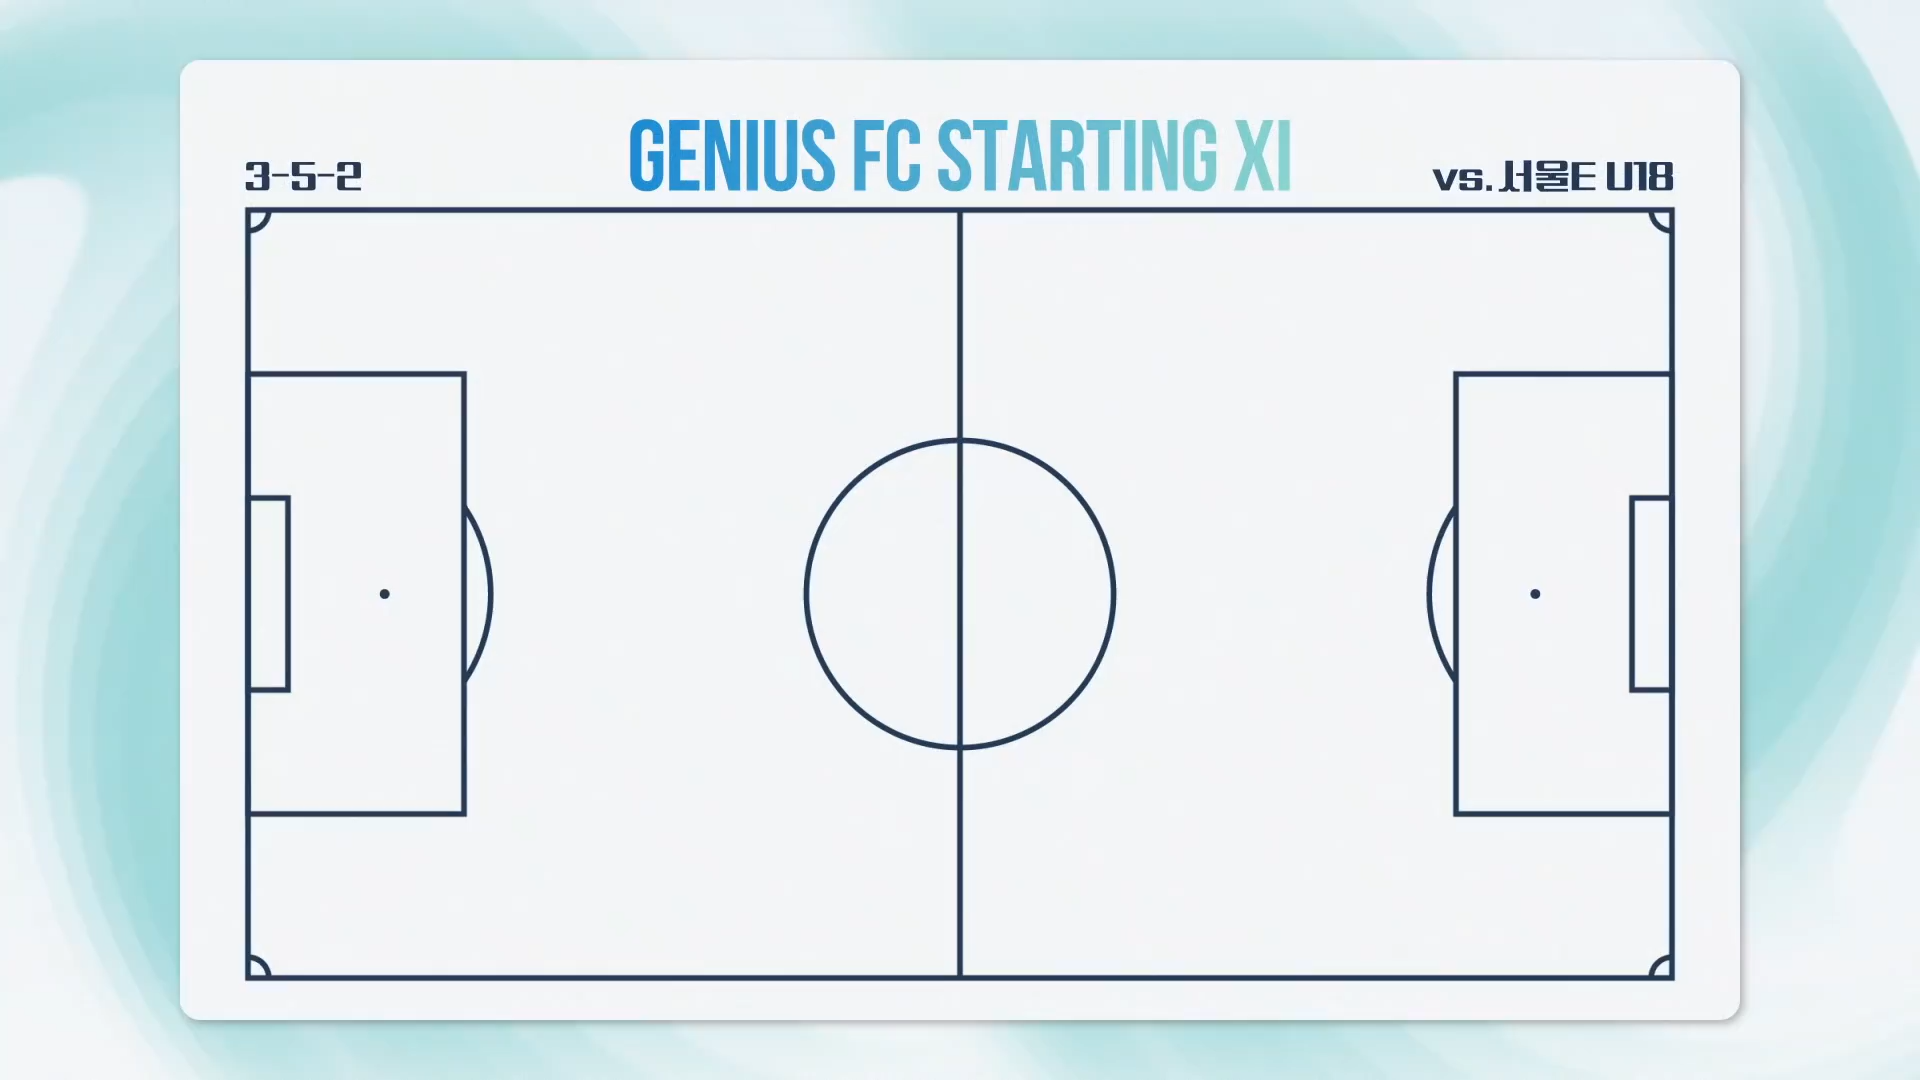 GENIUS FC STARTING XI
3-5-2
vs. 서울E U18